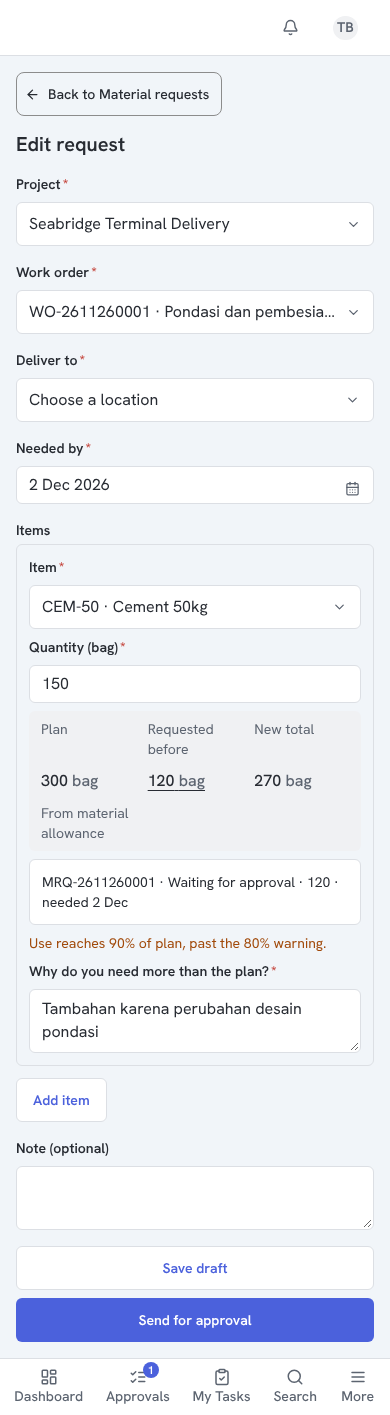 TB
Back to Material requests
Edit request
Project *
Seabridge Terminal Delivery
Work order *
WO-2611260001 · Pondasi dan pembesia...
Deliver to *
Choose a location
Needed by *
2 Dec 2026
Items
Item *
CEM-50 · Cement 50kg
Quantity (bag) *
150
Plan
Requested before
New total
300 bag
120 bag
270 bag
From material
allowance
MRQ-2611260001 · Waiting for approval · 120 ·
needed 2 Dec
Use reaches 90% of plan, past the 80% warning.
Why do you need more than the plan? *
Tambahan karena perubahan desain
pondasi
Add item
Note (optional)
Save draft
Send for approval
1
Dashboard
Approvals
My Tasks
Search
More